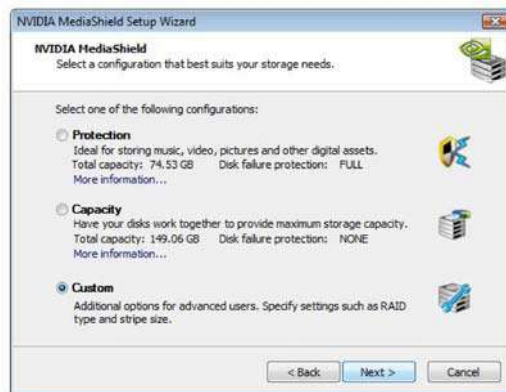 NVIDIA MediaShield Setup Wizard
NVIDIA MediaShield
Select a configuration that best suits your storage needs.
Select one of the following configurations:
Protection
Ideal for storing music, video, pictures and other digital assets.
Total capacity: 74.53 GB Disk failure protection: FULL
More information...
Capacity
Have your disks work together to provide maximum storage capacity.
Total capacity: 149.06 GB Disk failure protection: NONE
More information...
Custom
Additional options for advanced users. Specify settings such as RAID
type and stripe size.
< Back Next > Cancel